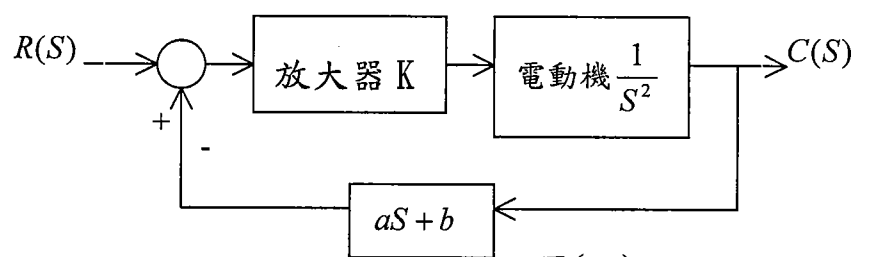 R(S)
放大器 K
電動機 1/S²
C(S)
+
-
aS + b